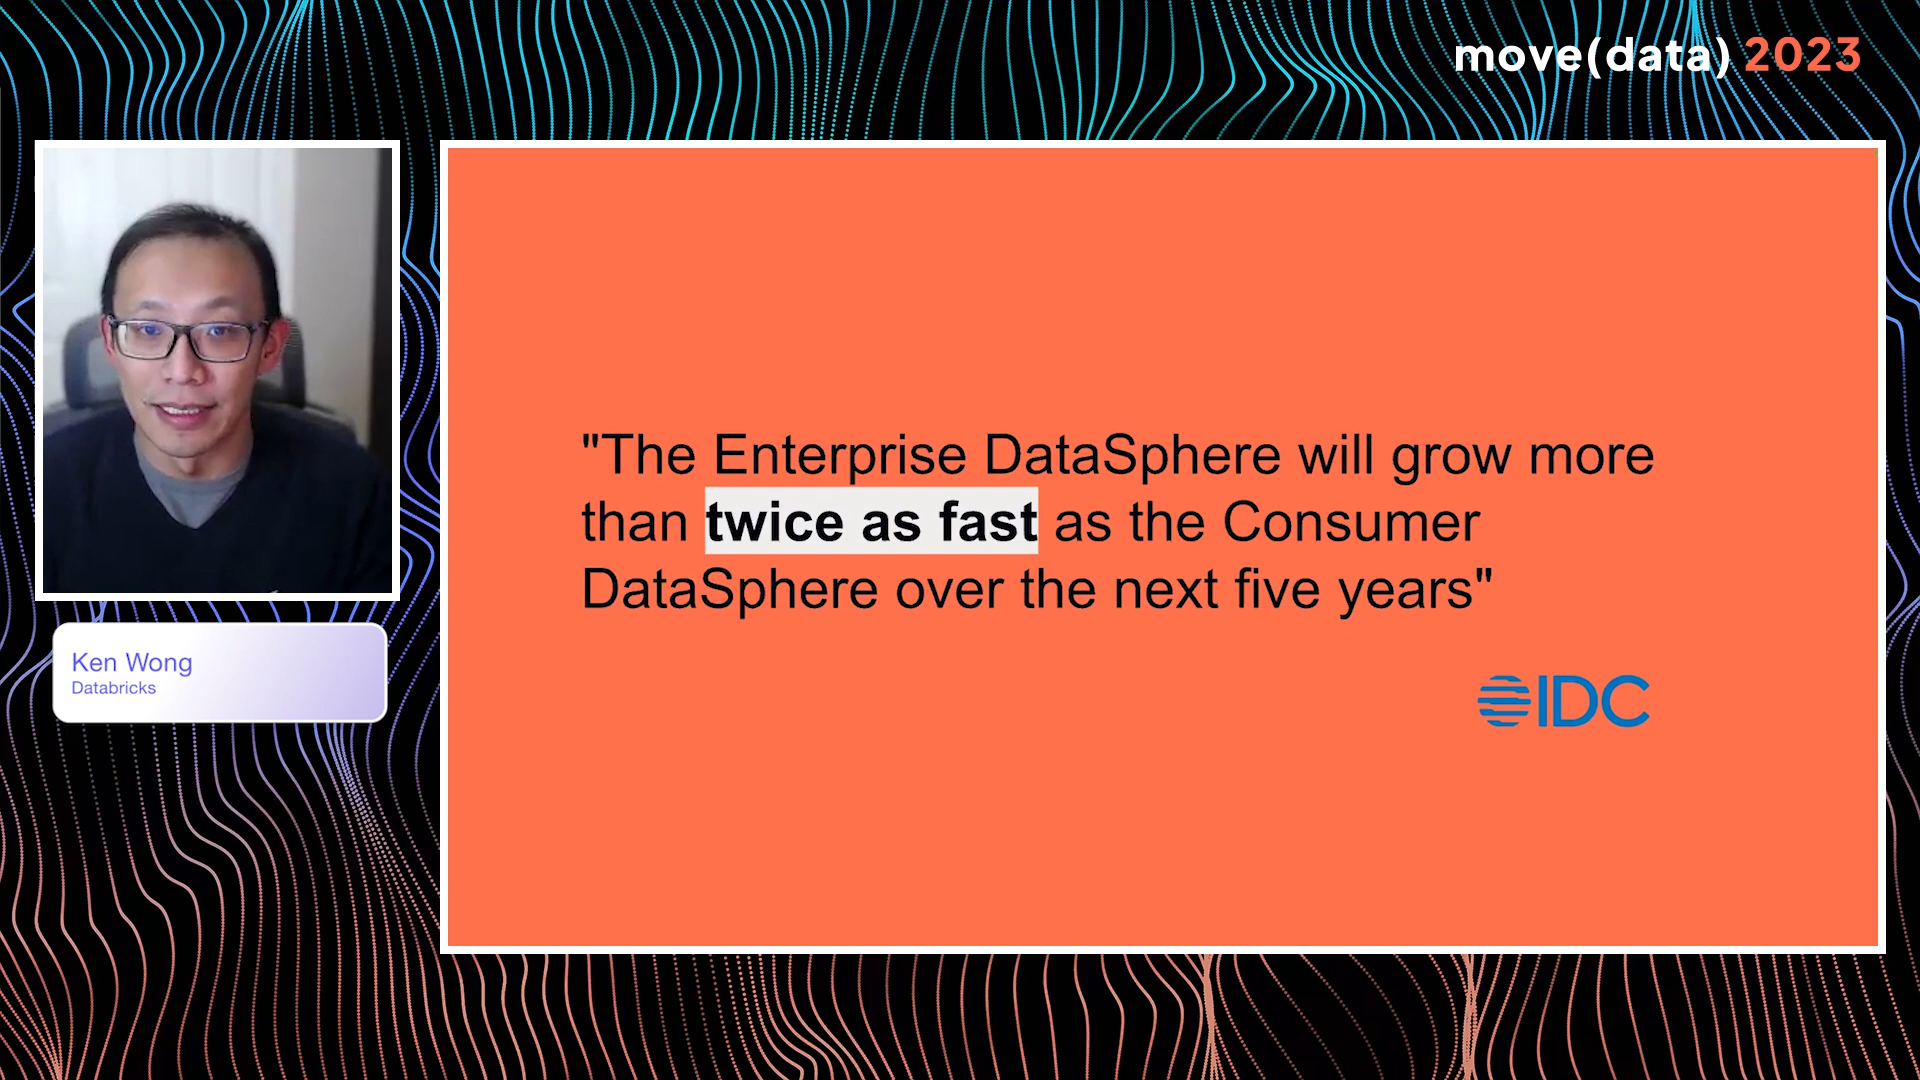 move(data) 2023
Ken Wong
Databricks
"The Enterprise DataSphere will grow more
than twice as fast as the Consumer
DataSphere over the next five years"
IDC